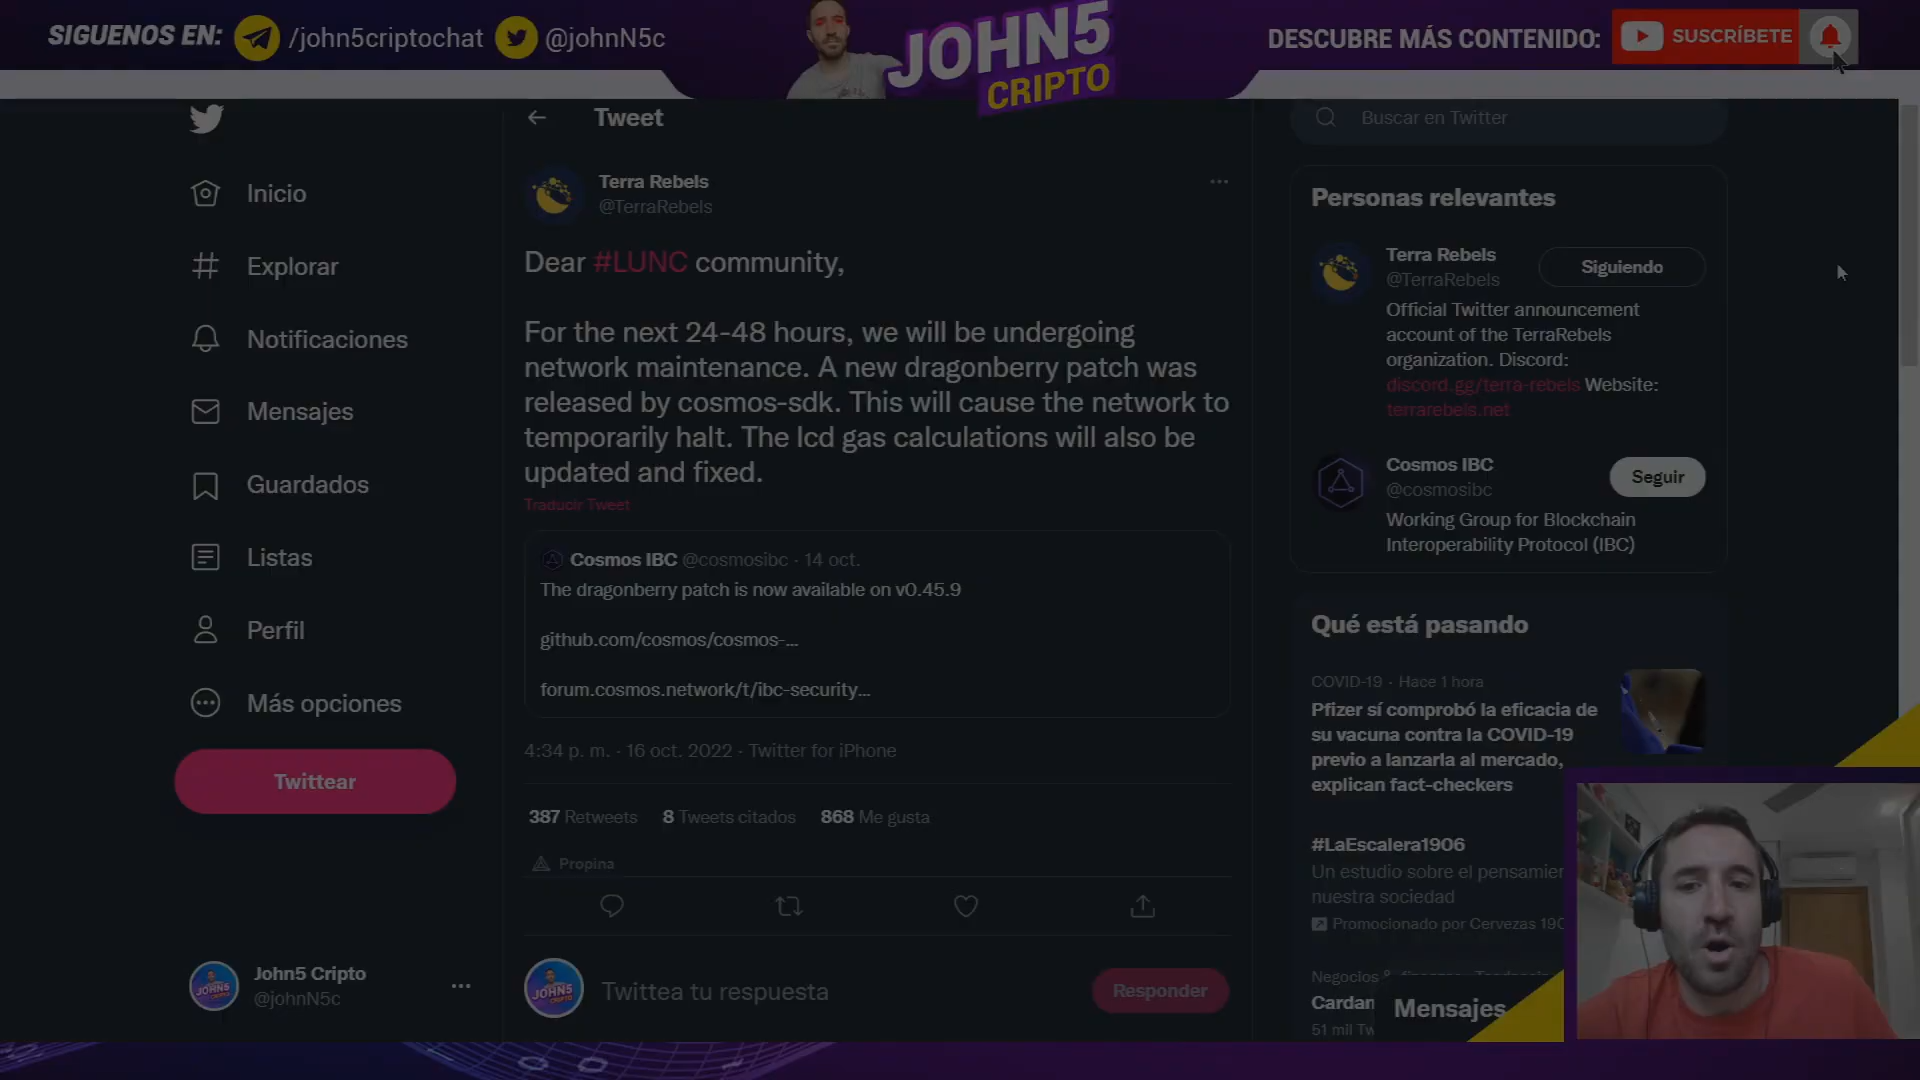 SIGUENOS EN:
/john5criptochat
@johnN5c
JOHN5
CRIPTO
DESCUBRE MÁS CONTENIDO:
SUSCRÍBETE
Inicio
Explorar
Notificaciones
Mensajes
Guardados
Listas
Perfil
Más opciones
Twittear
John5 Cripto
@johnN5c
Tweet
Terra Rebels
@TerraRebels
Dear #LUNC community,
For the next 24-48 hours, we will be undergoing
network maintenance. A new dragonberry patch was
released by cosmos-sdk. This will cause the network to
temporarily halt. The lcd gas calculations will also be
updated and fixed.
Traducir Tweet
Cosmos IBC @cosmosibc · 14 oct.
The dragonberry patch is now available on v0.45.9
github.com/cosmos/cosmos-...
forum.cosmos.network/t/ibc-security...
4:34 p. m. · 16 oct. 2022 · Twitter for iPhone
387 Retweets 8 Tweets citados 868 Me gusta
Propina
JOHN5
CRIPTO
Twittea tu respuesta
Responder
Buscar en Twitter
Personas relevantes
Terra Rebels
@TerraRebels
Siguiendo
Official Twitter announcement
account of the TerraRebels
organization. Discord:
discord.gg/terra-rebels Website:
terrarebels.net
Cosmos IBC
@cosmosibc
Seguir
Working Group for Blockchain
Interoperability Protocol (IBC)
Qué está pasando
COVID-19 · Hace 1 hora
Pfizer sí comprobó la eficacia de
su vacuna contra la COVID-19
previo a lanzarla al mercado,
explican fact-checkers
#LaEscalera1906
Un estudio sobre el pensamier
nuestra sociedad
Promocionado por Cervezas 190
Negocios
Cardan
51 mil Tw
Mensajes